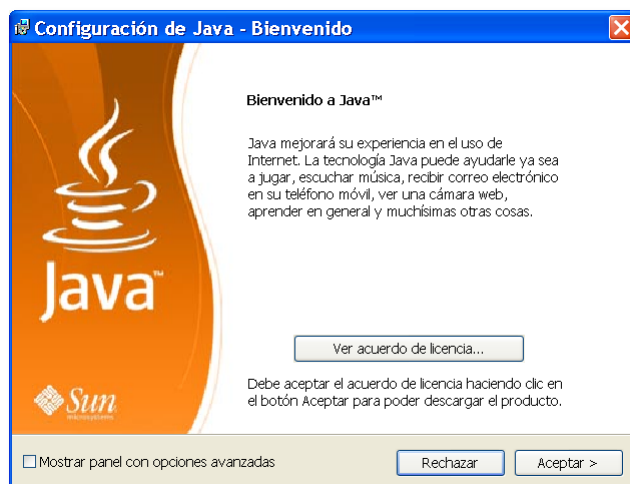 Configuración de Java - Bienvenido
Bienvenido a Java™
Java mejorará su experiencia en el uso de
Internet. La tecnología Java puede ayudarle ya sea
a jugar, escuchar música, recibir correo electrónico
en su teléfono móvil, ver una cámara web,
aprender en general y muchísimas otras cosas.
Java™
Ver acuerdo de licencia...
Debe aceptar el acuerdo de licencia haciendo clic en
el botón Aceptar para poder descargar el producto.
Sun
microsystems
Mostrar panel con opciones avanzadas
Rechazar
Aceptar >